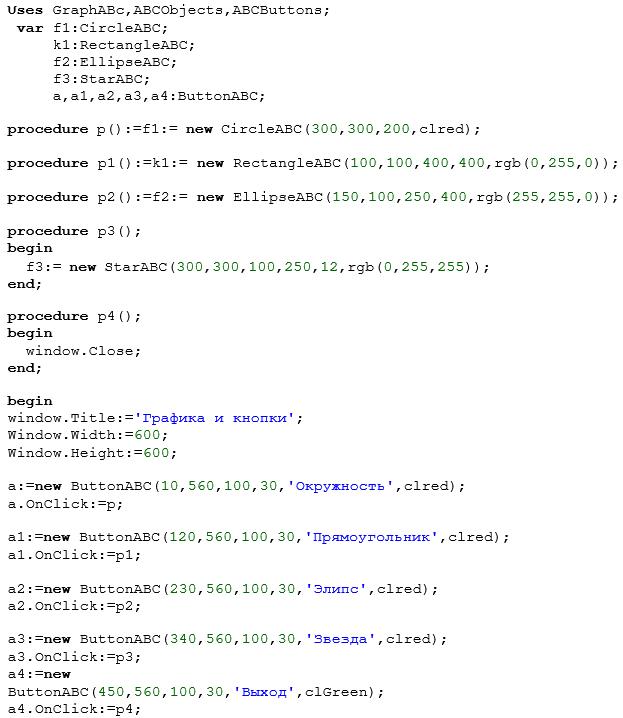 Uses GraphABc,ABCObjects,ABCButtons;
var f1:CircleABC;
k1:RectangleABC;
f2:EllipseABC;
f3:StarABC;
a,a1,a2,a3,a4:ButtonABC;
procedure p():=f1:= new CircleABC(300,300,200,clred);
procedure p1():=k1:= new RectangleABC(100,100,400,400,rgb(0,255,0));
procedure p2():=f2:= new EllipseABC(150,100,250,400,rgb(255,255,0));
procedure p3();
begin
f3:= new StarABC(300,300,100,250,12,rgb(0,255,255));
end;
procedure p4();
begin
window.Close;
end;
begin
window.Title:='Графика и кнопки';
Window.Width:=600;
Window.Height:=600;
a:=new ButtonABC(10,560,100,30,'Окружность',clred);
a.OnClick:=p;
a1:=new ButtonABC(120,560,100,30,'Прямоугольник',clred);
a1.OnClick:=p1;
a2:=new ButtonABC(230,560,100,30,'Элипс',clred);
a2.OnClick:=p2;
a3:=new ButtonABC(340,560,100,30,'Звезда',clred);
a3.OnClick:=p3;
a4:=new
ButtonABC(450,560,100,30,'Выход',clGreen);
a4.OnClick:=p4;